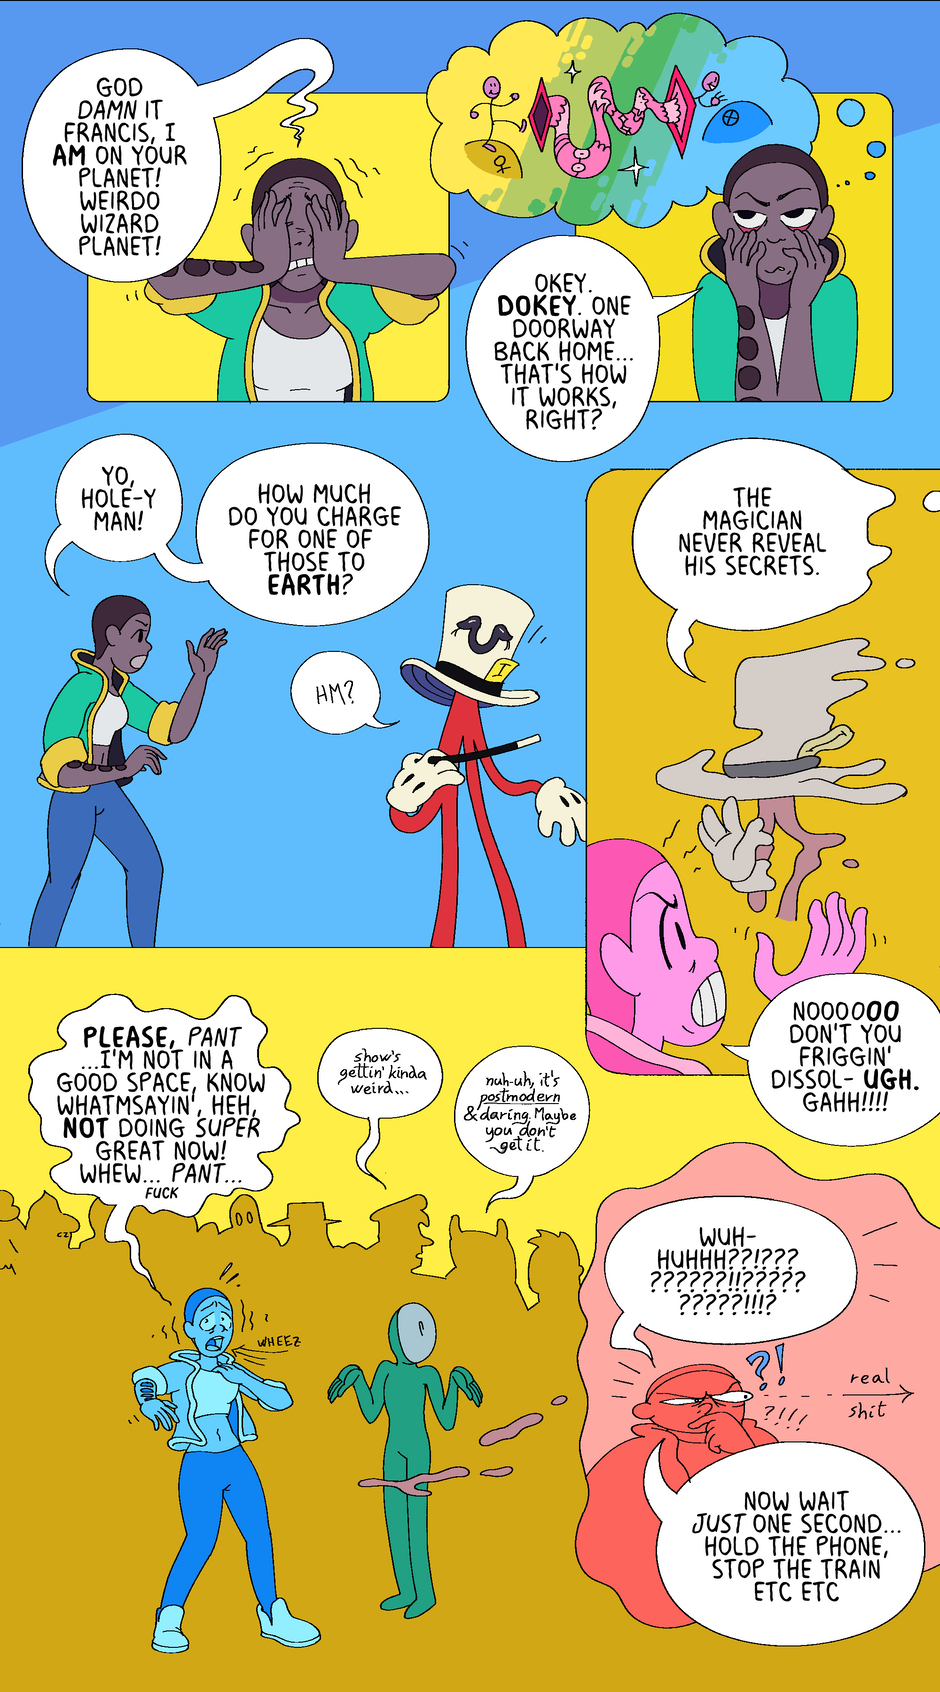 GOD
DAMN IT
FRANCIS, I
AM ON YOUR
PLANET!
WEIRDO
WIZARD
PLANET!
OKEY.
DOKEY. ONE
DOORWAY
BACK HOME...
THAT'S HOW
IT WORKS,
RIGHT?
YO,
HOLE-Y
MAN!
HOW MUCH
DO YOU CHARGE
FOR ONE OF
THOSE TO
EARTH?
HM?
THE
MAGICIAN
NEVER REVEAL
HIS SECRETS.
NOOOOOO
DON'T YOU
FRIGGIN'
DISSOL- UGH.
GAHH!!!!
PLEASE, PANT
...I'M NOT IN A
GOOD SPACE, KNOW
WHATMSAYIN', HEH,
NOT DOING SUPER
GREAT NOW!
WHEW... PANT...
FUCK
show's
gettin' kinda
weird...
nuh-uh, it's
postmodern
& daring. Maybe
you don't
get it.
WHEEZ
WUH-
HUHHH??!???
??????!!?????
?????!!!?
?!
?!!!
real
shit
NOW WAIT
JUST ONE SECOND...
HOLD THE PHONE,
STOP THE TRAIN
ETC ETC